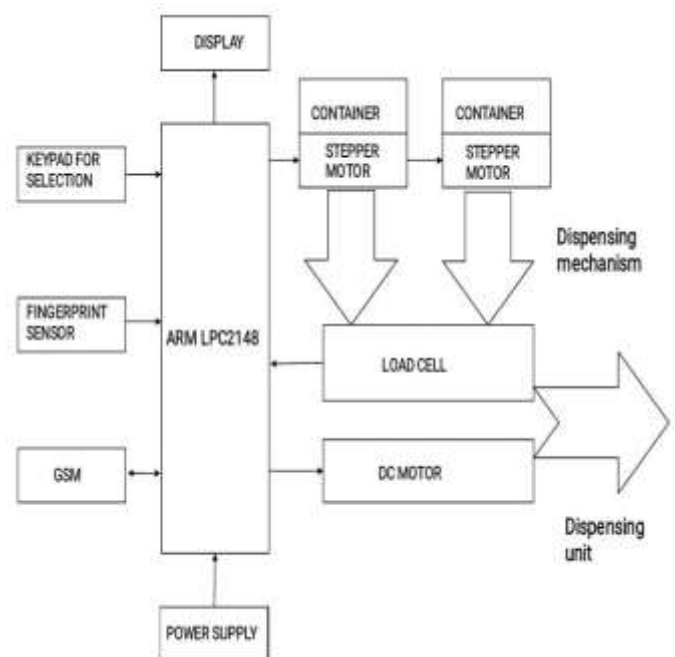 DISPLAY
CONTAINER
CONTAINER
STEPPER
MOTOR
STEPPER
MOTOR
KEYPAD FOR
SELECTION
Dispensing
mechanism
FINGERPRINT
SENSOR
ARM LPC2148
LOAD CELL
GSM
DC MOTOR
Dispensing
unit
POWER SUPPLY